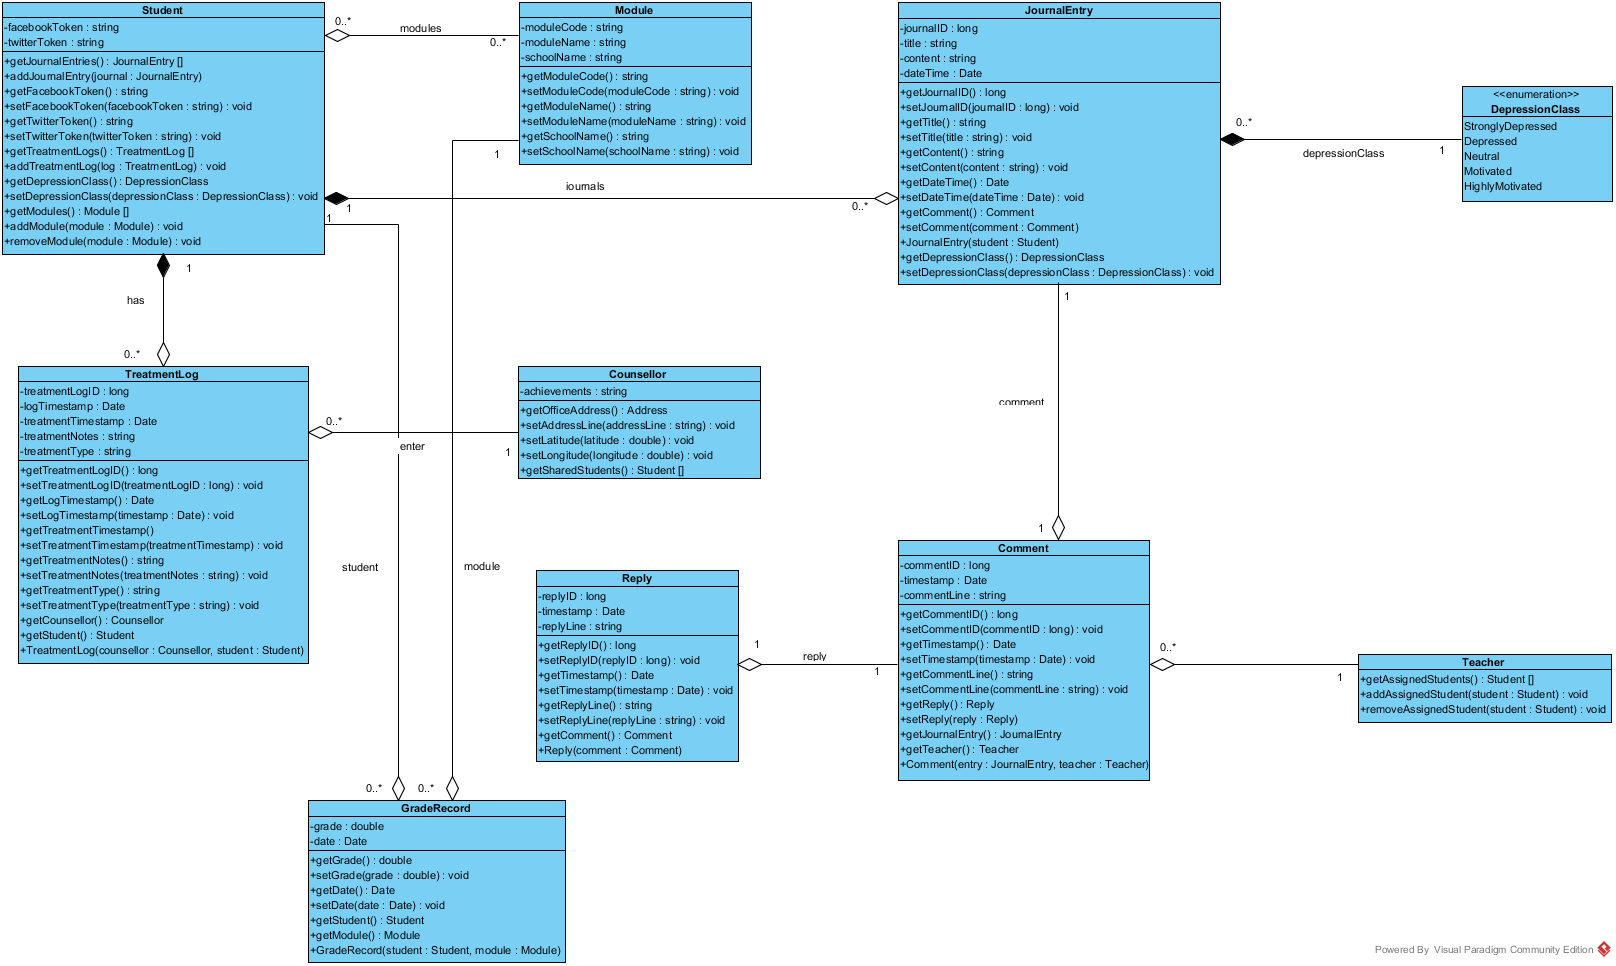 Student
-facebookToken : string
-twitterToken : string
+getJournalEntries() : JournalEntry []
+addJournalEntry(journal : JournalEntry)
+getFacebookToken() : string
+setFacebookToken(facebookToken : string) : void
+getTwitterToken() : string
+setTwitterToken(twitterToken : string) : void
+getTreatmentLogs() : TreatmentLog []
+addTreatmentLog(log : TreatmentLog) : void
+getDepressionClass() : DepressionClass
+setDepressionClass(depressionClass : DepressionClass) : void
+getModules() : Module []
+addModule(module : Module) : void
+removeModule(module : Module) : void
0..*
modules
0..*
Module
-moduleCode : string
-moduleName : string
-schoolName : string
+getModuleCode() : string
+setModuleCode(moduleCode : string) : void
+getModuleName() : string
+setModuleName(moduleName : string) : void
+getSchoolName() : string
+setSchoolName(schoolName : string) : void
1
JournalEntry
-journalID : long
-title : string
-content : string
-dateTime : Date
+getJournalID() : long
+setJournalID(journalID : long) : void
+getTitle() : string
+setTitle(title : string) : void
+getContent() : string
+setContent(content : string) : void
+getDateTime() : Date
+setDateTime(dateTime : Date) : void
+getComment() : Comment
+setComment(comment : Comment)
+JournalEntry(student : Student)
+getDepressionClass() : DepressionClass
+setDepressionClass(depressionClass : DepressionClass) : void
0..*
depressionClass
1
<<enumeration>>
DepressionClass
StronglyDepressed
Depressed
Neutral
Motivated
HighlyMotivated
1
journals
0..*
1
1
has
0..*
1
comment
1
TreatmentLog
-treatmentLogID : long
-logTimestamp : Date
-treatmentTimestamp : Date
-treatmentNotes : string
-treatmentType : string
+getTreatmentLogID() : long
+setTreatmentLogID(treatmentLogID : long) : void
+getLogTimestamp() : Date
+setLogTimestamp(timestamp : Date) : void
+getTreatmentTimestamp()
+setTreatmentTimestamp(treatmentTimestamp) : void
+getTreatmentNotes() : string
+setTreatmentNotes(treatmentNotes : string) : void
+getTreatmentType() : string
+setTreatmentType(treatmentType : string) : void
+getCounsellor() : Counsellor
+getStudent() : Student
+TreatmentLog(counsellor : Counsellor, student : Student)
0..*
1
enter
student
module
Counsellor
-achievements : string
+getOfficeAddress() : Address
+setAddressLine(addressLine : string) : void
+setLatitude(latitude : double) : void
+setLongitude(longitude : double) : void
+getSharedStudents() : Student []
Reply
-replyID : long
-timestamp : Date
-replyLine : string
+getReplyID() : long
+setReplyID(replyID : long) : void
+getTimestamp() : Date
+setTimestamp(timestamp : Date) : void
+getReplyLine() : string
+setReplyLine(replyLine : string) : void
+getComment() : Comment
+Reply(comment : Comment)
1
reply
1
Comment
-commentID : long
-timestamp : Date
-commentLine : string
+getCommentID() : long
+setCommentID(commentID : long) : void
+getTimestamp() : Date
+setTimestamp(timestamp : Date) : void
+getCommentLine() : string
+setCommentLine(commentLine : string) : void
+getReply() : Reply
+setReply(reply : Reply)
+getJournalEntry() : JournalEntry
+getTeacher() : Teacher
+Comment(entry : JournalEntry, teacher : Teacher)
0..*
1
Teacher
+getAssignedStudents() : Student []
+addAssignedStudent(student : Student) : void
+removeAssignedStudent(student : Student) : void
0..*
0..*
GradeRecord
-grade : double
-date : Date
+getGrade() : double
+setGrade(grade : double) : void
+getDate() : Date
+setDate(date : Date) : void
+getStudent() : Student
+getModule() : Module
+GradeRecord(student : Student, module : Module)
Powered By Visual Paradigm Community Edition